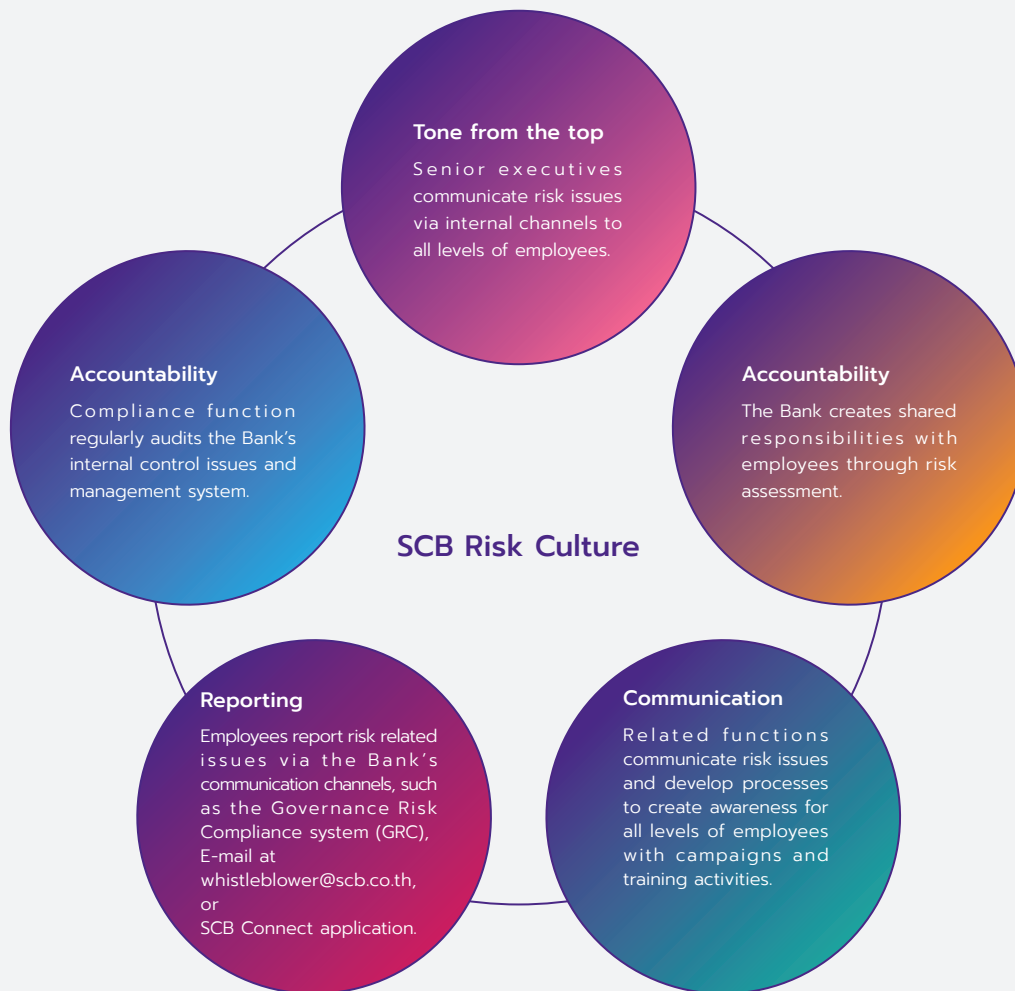 Tone from the top
Senior executives
communicate risk issues
via internal channels to
all levels of employees.
Accountability
Compliance function
regularly audits the Bank's
internal control issues and
management system.
Accountability
The Bank creates shared
responsibilities with
employees through risk
assessment.
SCB Risk Culture
Reporting
Employees report risk related
issues via the Bank's
communication channels, such
as the Governance Risk
Compliance system (GRC),
E-mail at
whistleblower@scb.co.th,
or
SCB Connect application.
Communication
Related functions
communicate risk issues
and develop processes
to create awareness for
all levels of employees
with campaigns and
training activities.